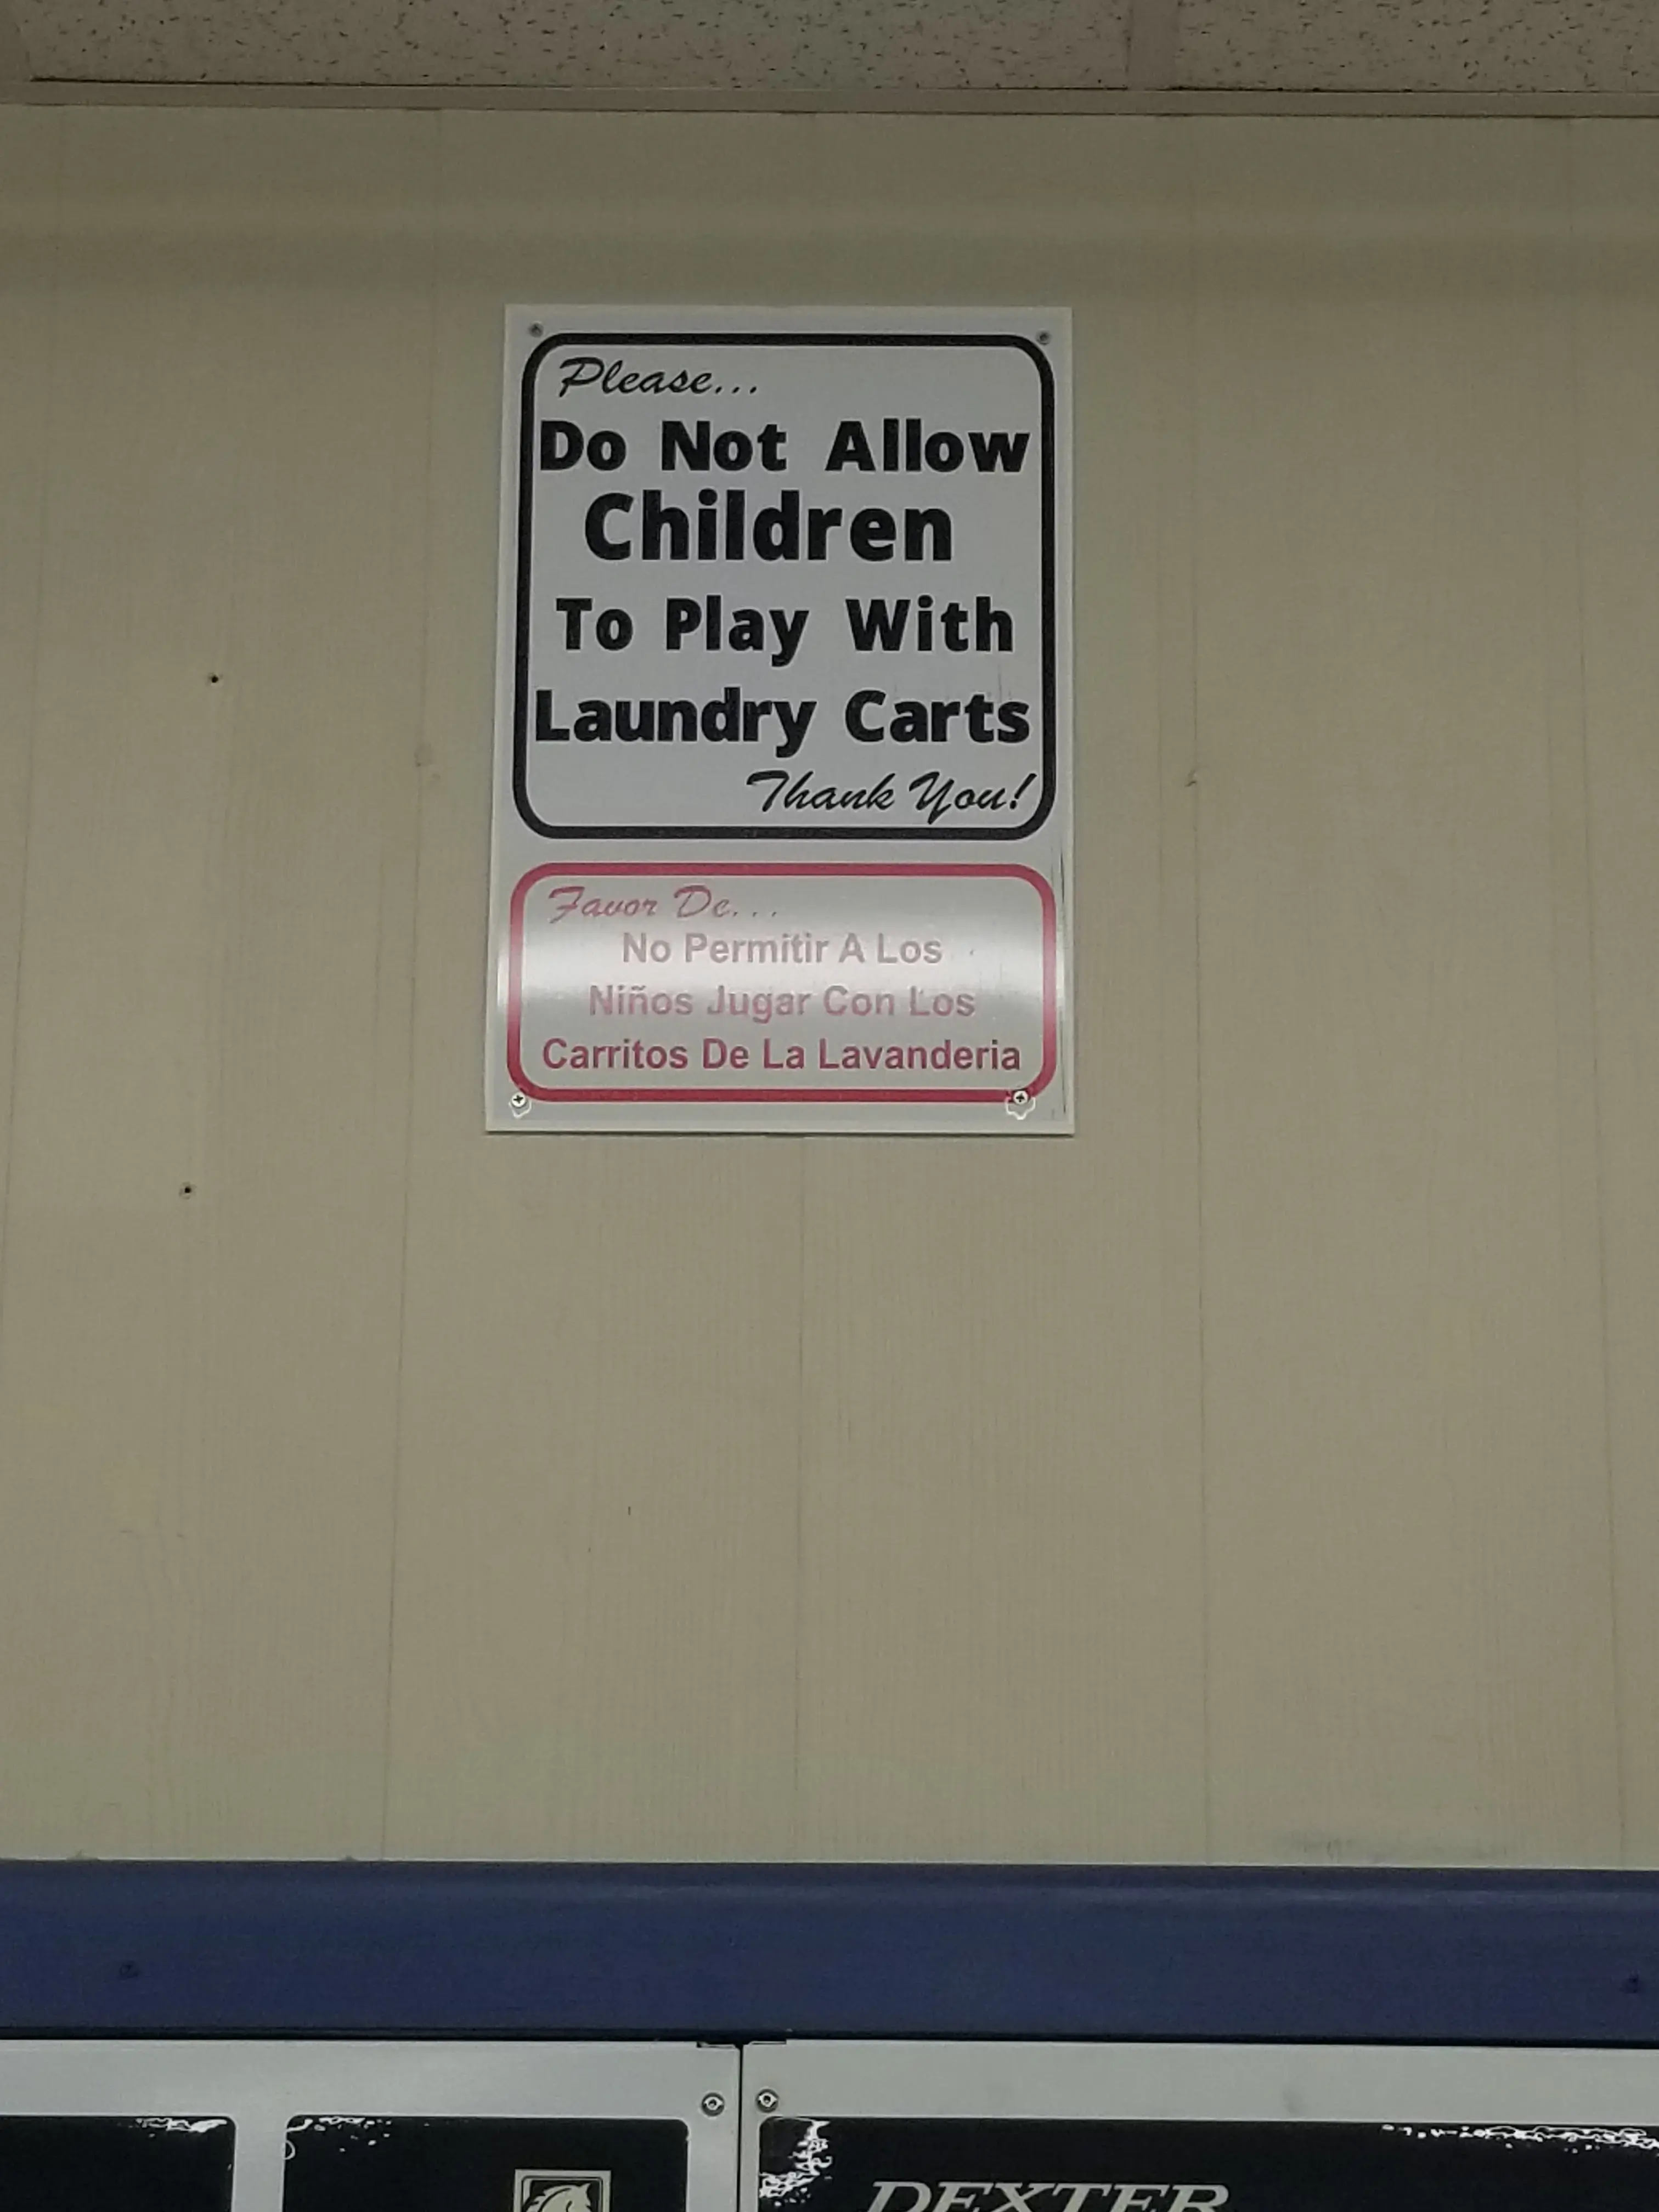 Please...
Do Not Allow
Children
To Play With
Laundry Carts
Thank You!
Favor De...
No Permitir A Los
Niños Jugar Con Los
Carritos De La Lavanderia
DEXTER